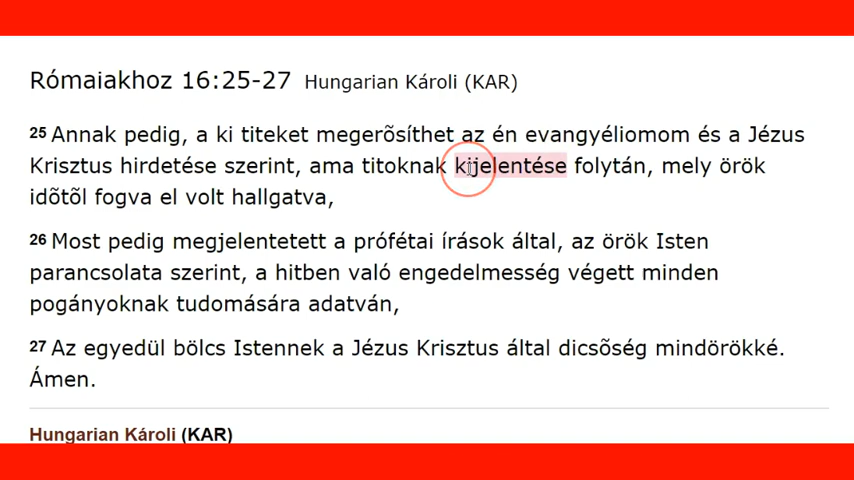 Rómaiakhoz 16:25-27 Hungarian Károli (KAR)
25 Annak pedig, a ki titeket megerõsíthet az én evangyéliomom és a Jézus
Krisztus hirdetése szerint, ama titoknak kijelentése folytán, mely örök
idõtõl fogva el volt hallgatva,
26 Most pedig megjelentetett a prófétai írások által, az örök Isten
parancsolata szerint, a hitben való engedelmesség végett minden
pogányoknak tudomására adatván,
27 Az egyedül bölcs Istennek a Jézus Krisztus által dicsõség mindörökké.
Ámen.
Hungarian Károli (KAR)